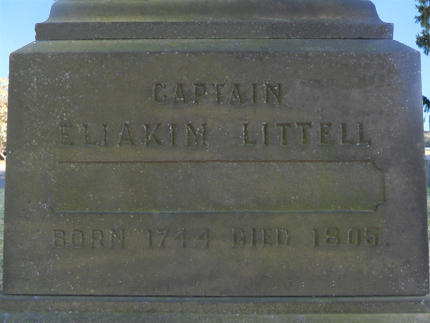 CAPTAIN
ELIAKIM LITTELL
BORN 1744 DIED 1805.